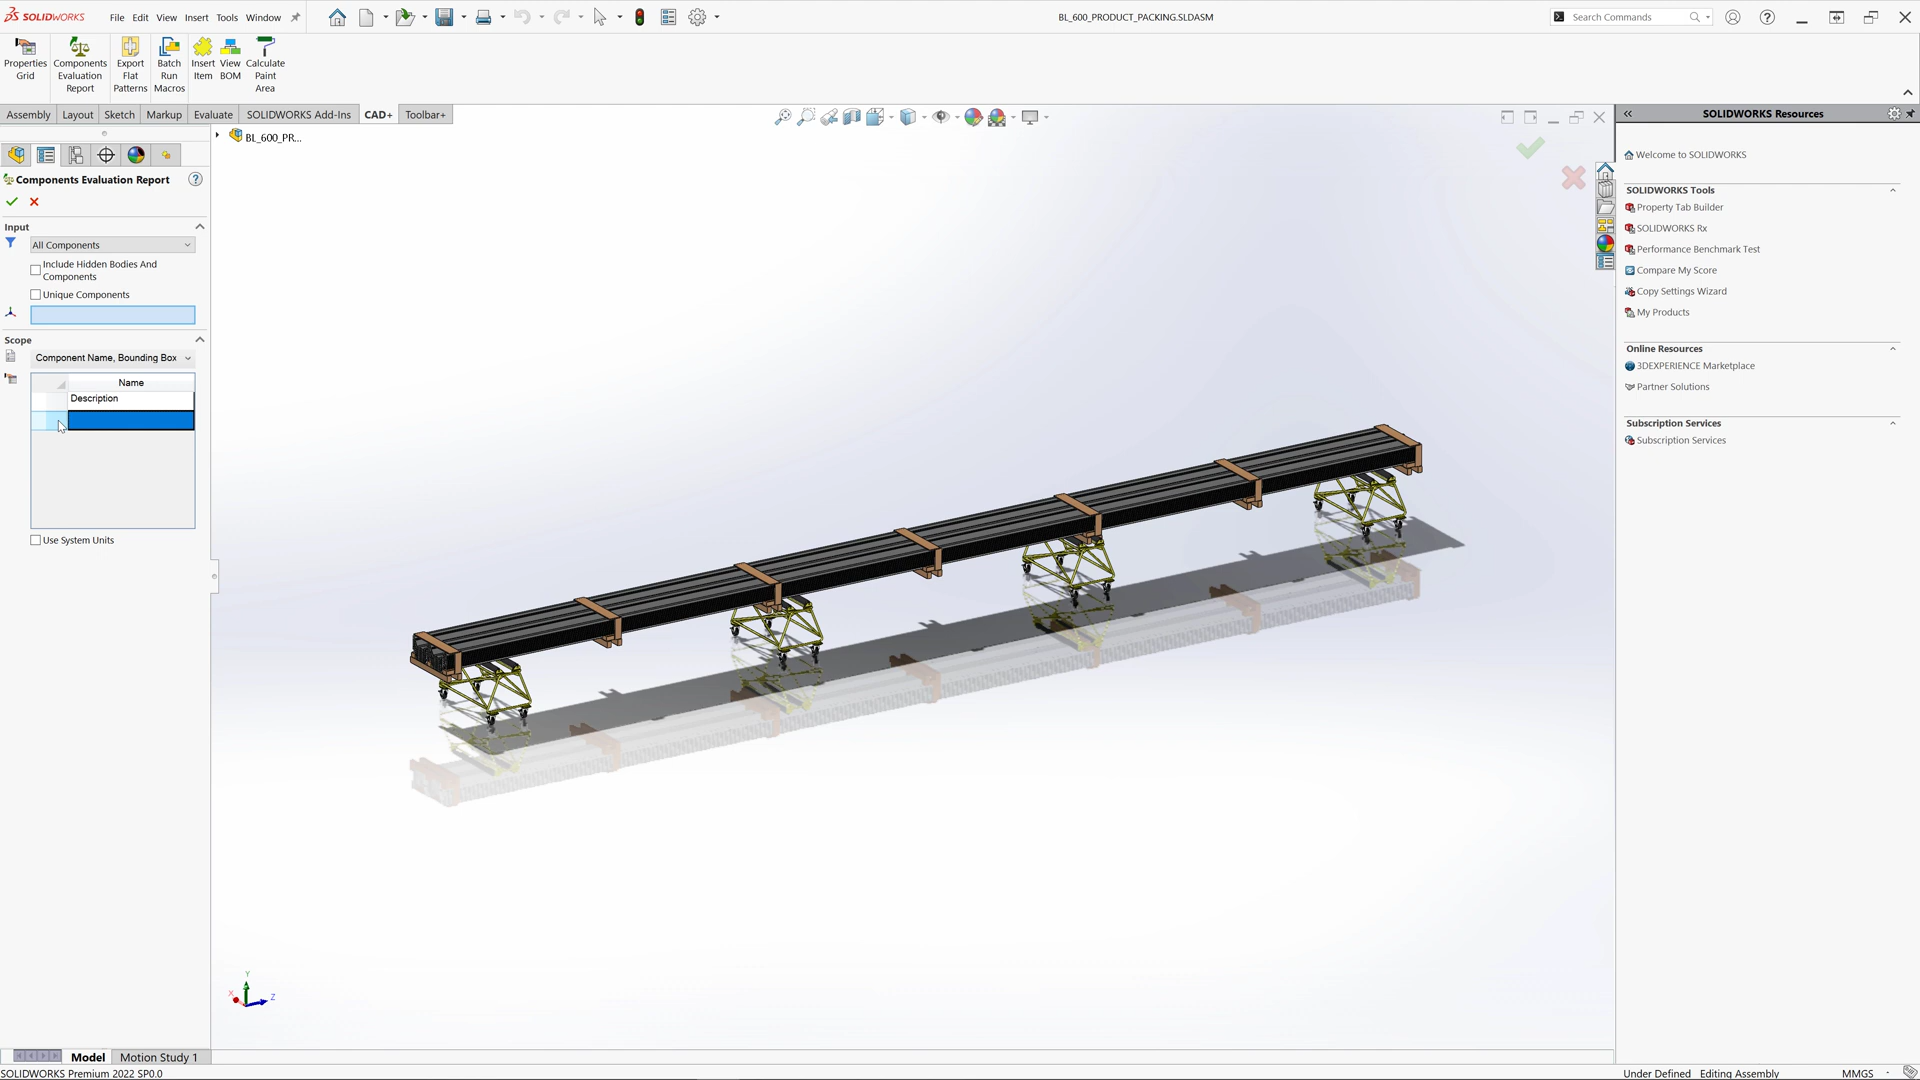 SOLIDWORKS
File Edit View Insert Tools Window
BL_600_PRODUCT_PACKING.SLDASM
Search Commands
Properties Grid
Components Evaluation Report
Export Flat Patterns
Batch Run Macros
Insert Item
View BOM
Calculate Paint Area
Assembly Layout Sketch Markup Evaluate SOLIDWORKS Add-Ins CAD+ Toolbar+
BL_600_PR...
Components Evaluation Report
Input
All Components
Include Hidden Bodies And
Components
Unique Components
Scope
Component Name, Bounding Box
Name
Description
Use System Units
Y
X
Z
SOLIDWORKS Resources
Welcome to SOLIDWORKS
SOLIDWORKS Tools
Property Tab Builder
SOLIDWORKS Rx
Performance Benchmark Test
Compare My Score
Copy Settings Wizard
My Products
Online Resources
3DEXPERIENCE Marketplace
Partner Solutions
Subscription Services
Subscription Services
Model Motion Study 1
SOLIDWORKS Premium 2022 SP0.0
Under Defined Editing Assembly MMGS